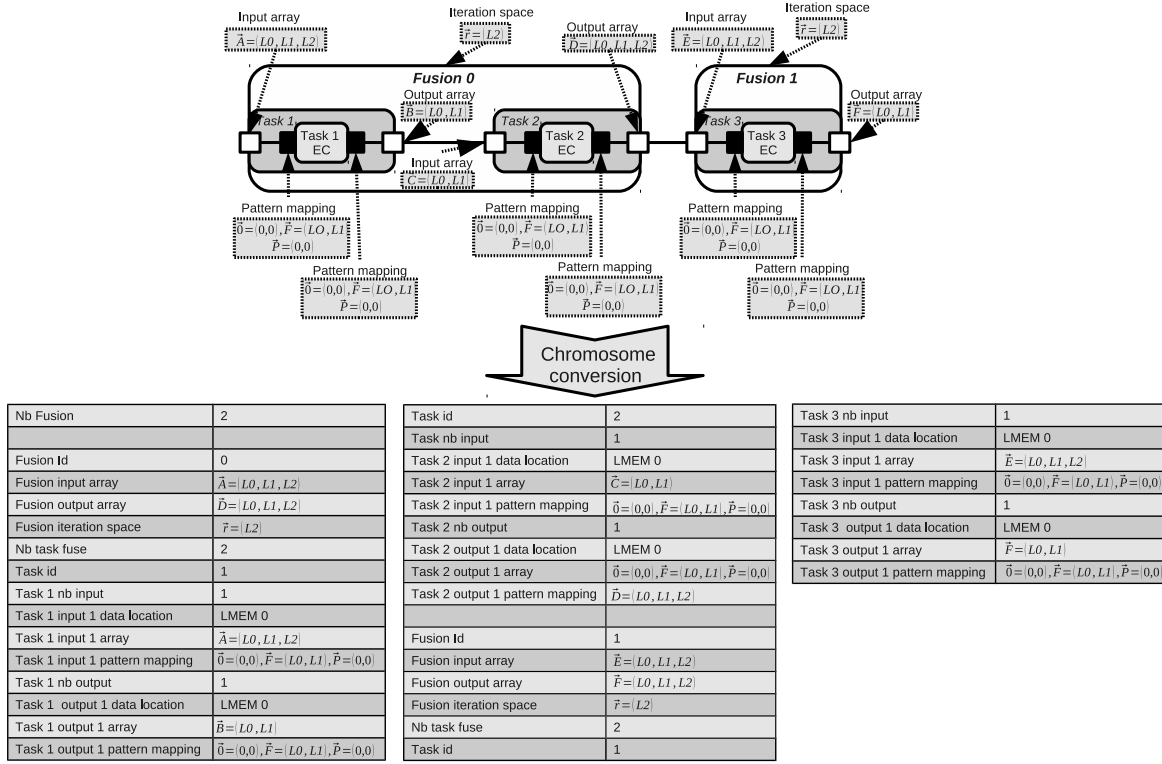 Input array
Iteration space
Output array
Input array
Iteration space
A⃗=(L0,L1,L2)
r⃗=(L2)
D⃗=(L0,L1,L2)
E⃗=(L0,L1,L2)
r⃗=(L2)
Fusion 0
Fusion 1
Output array
B⃗=(L0,L1)
Output array
F⃗=(L0,L1)
Task 1
Task 1 EC
Task 2
Task 2 EC
Task 3
Task 3 EC
Input array
C⃗=(L0,L1)
Pattern mapping
0⃗=(0,0),F⃗=(LO,L1)
P⃗=(0,0)
Pattern mapping
0⃗=(0,0),F⃗=(LO,L1)
P⃗=(0,0)
Pattern mapping
0⃗=(0,0),F⃗=(LO,L1)
P⃗=(0,0)
Pattern mapping
0⃗=(0,0),F⃗=(LO,L1)
P⃗=(0,0)
Pattern mapping
0⃗=(0,0),F⃗=(LO,L1)
P⃗=(0,0)
Pattern mapping
0⃗=(0,0),F⃗=(LO,L1)
P⃗=(0,0)
Chromosome
conversion
Nb Fusion 2
Fusion Id 0
Fusion input array A⃗=(L0,L1,L2)
Fusion output array D⃗=(L0,L1,L2)
Fusion iteration space r⃗=(L2)
Nb task fuse 2
Task id 1
Task 1 nb input 1
Task 1 input 1 data location LMEM 0
Task 1 input 1 array A⃗=(L0,L1,L2)
Task 1 input 1 pattern mapping 0⃗=(0,0),F⃗=(L0,L1),P⃗=(0,0)
Task 1 nb output 1
Task 1 output 1 data location LMEM 0
Task 1 output 1 array B⃗=(L0,L1)
Task 1 output 1 pattern mapping 0⃗=(0,0),F⃗=(L0,L1),P⃗=(0,0)
Task id 2
Task nb input 1
Task 2 input 1 data location LMEM 0
Task 2 input 1 array C⃗=(L0,L1)
Task 2 input 1 pattern mapping 0⃗=(0,0),F⃗=(L0,L1),P⃗=(0,0)
Task 2 nb output 1
Task 2 output 1 data location LMEM 0
Task 2 output 1 array 0⃗=(0,0),F⃗=(L0,L1),P⃗=(0,0)
Task 2 output 1 pattern mapping D⃗=(L0,L1,L2)
Fusion Id 1
Fusion input array E⃗=(L0,L1,L2)
Fusion output array F⃗=(L0,L1,L2)
Fusion iteration space r⃗=(L2)
Nb task fuse 2
Task id 1
Task 3 nb input 1
Task 3 input 1 data location LMEM 0
Task 3 input 1 array E⃗=(L0,L1,L2)
Task 3 input 1 pattern mapping 0⃗=(0,0),F⃗=(L0,L1),P⃗=(0,0)
Task 3 nb output 1
Task 3 output 1 data location LMEM 0
Task 3 output 1 array F⃗=(L0,L1)
Task 3 output 1 pattern mapping 0⃗=(0,0),F⃗=(L0,L1),P⃗=(0,0)